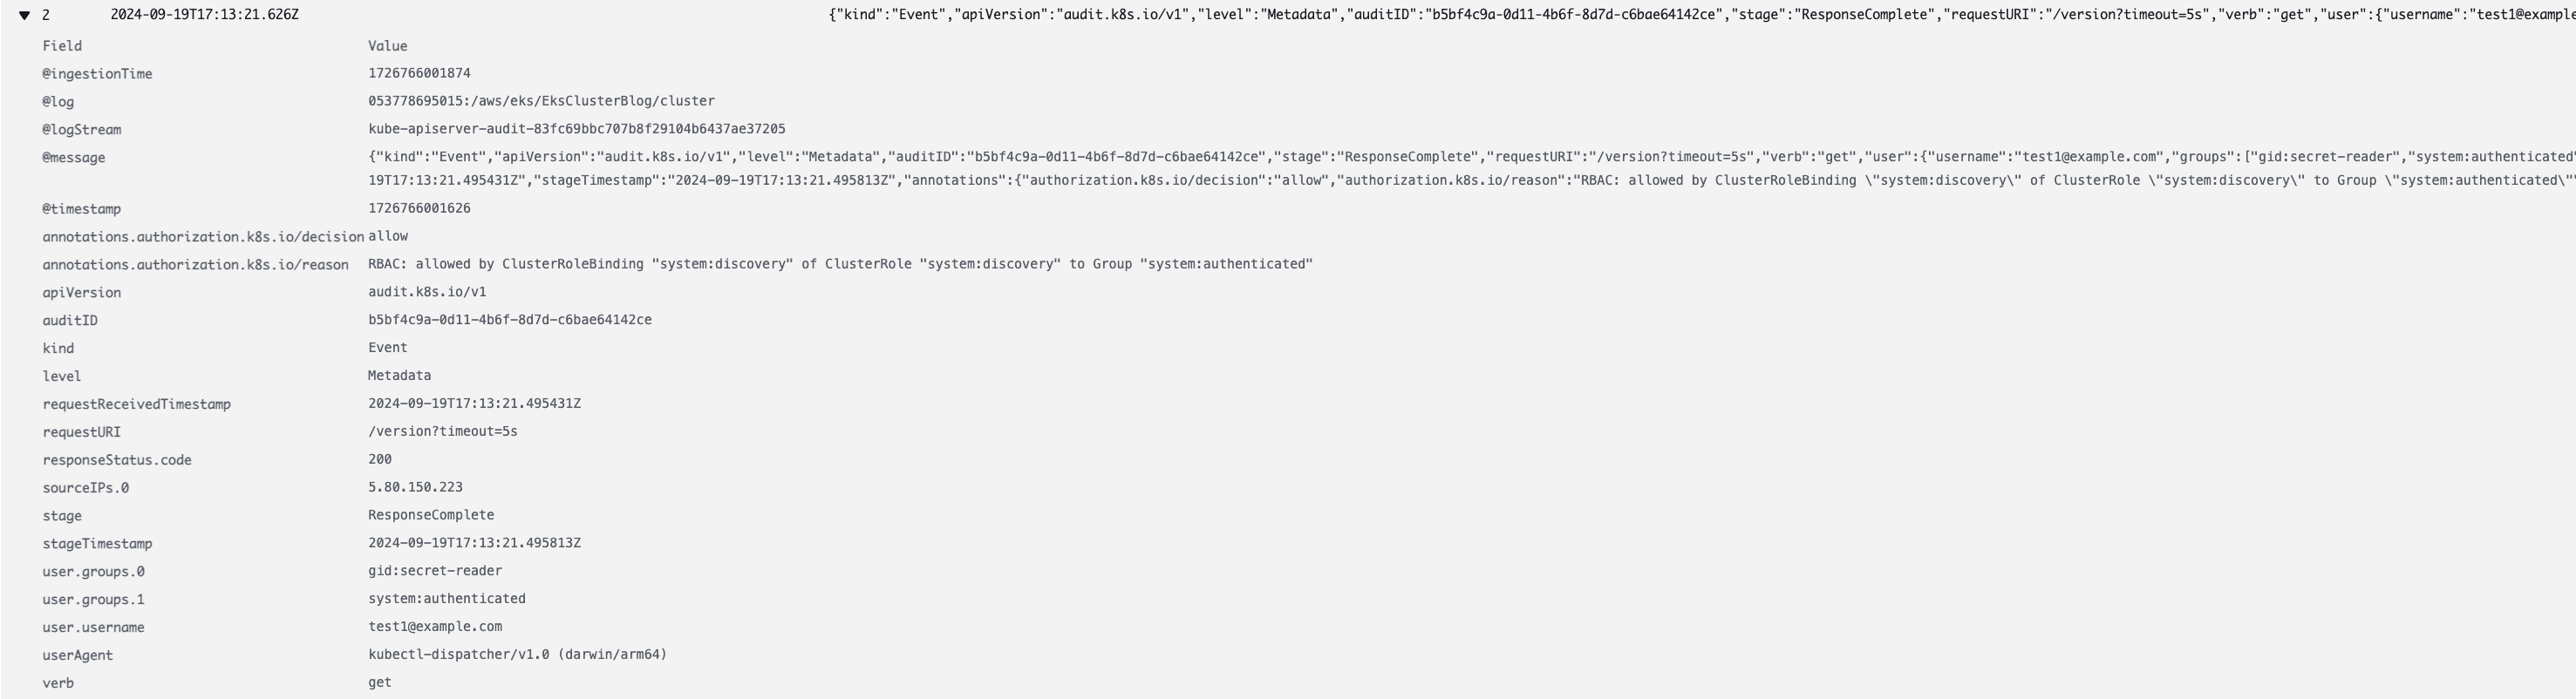 ▼ 2 2024-09-19T17:13:21.626Z {"kind":"Event","apiVersion":"audit.k8s.io/v1","level":"Metadata","auditID":"b5bf4c9a-0d11-4b6f-8d7d-c6bae64142ce","stage":"ResponseComplete","requestURI":"/version?timeout=5s","verb":"get","user":{"username":"test1@example
Field Value
@ingestionTime 1726766001874
@log 053778695015:/aws/eks/EksClusterBlog/cluster
@logStream kube-apiserver-audit-83fc69bbc707b8f29104b6437ae37205
@message {"kind":"Event","apiVersion":"audit.k8s.io/v1","level":"Metadata","auditID":"b5bf4c9a-0d11-4b6f-8d7d-c6bae64142ce","stage":"ResponseComplete","requestURI":"/version?timeout=5s","verb":"get","user":{"username":"test1@example.com","groups":["gid:secret-reader","system:authenticated"
19T17:13:21.495431Z","stageTimestamp":"2024-09-19T17:13:21.495813Z","annotations":{"authorization.k8s.io/decision":"allow","authorization.k8s.io/reason":"RBAC: allowed by ClusterRoleBinding \"system:discovery\" of ClusterRole \"system:discovery\" to Group \"system:authenticated\""
@timestamp 1726766001626
annotations.authorization.k8s.io/decision allow
annotations.authorization.k8s.io/reason RBAC: allowed by ClusterRoleBinding "system:discovery" of ClusterRole "system:discovery" to Group "system:authenticated"
apiVersion audit.k8s.io/v1
auditID b5bf4c9a-0d11-4b6f-8d7d-c6bae64142ce
kind Event
level Metadata
requestReceivedTimestamp 2024-09-19T17:13:21.495431Z
requestURI /version?timeout=5s
responseStatus.code 200
sourceIPs.0 5.80.150.223
stage ResponseComplete
stageTimestamp 2024-09-19T17:13:21.495813Z
user.groups.0 gid:secret-reader
user.groups.1 system:authenticated
user.username test1@example.com
userAgent kubectl-dispatcher/v1.0 (darwin/arm64)
verb get